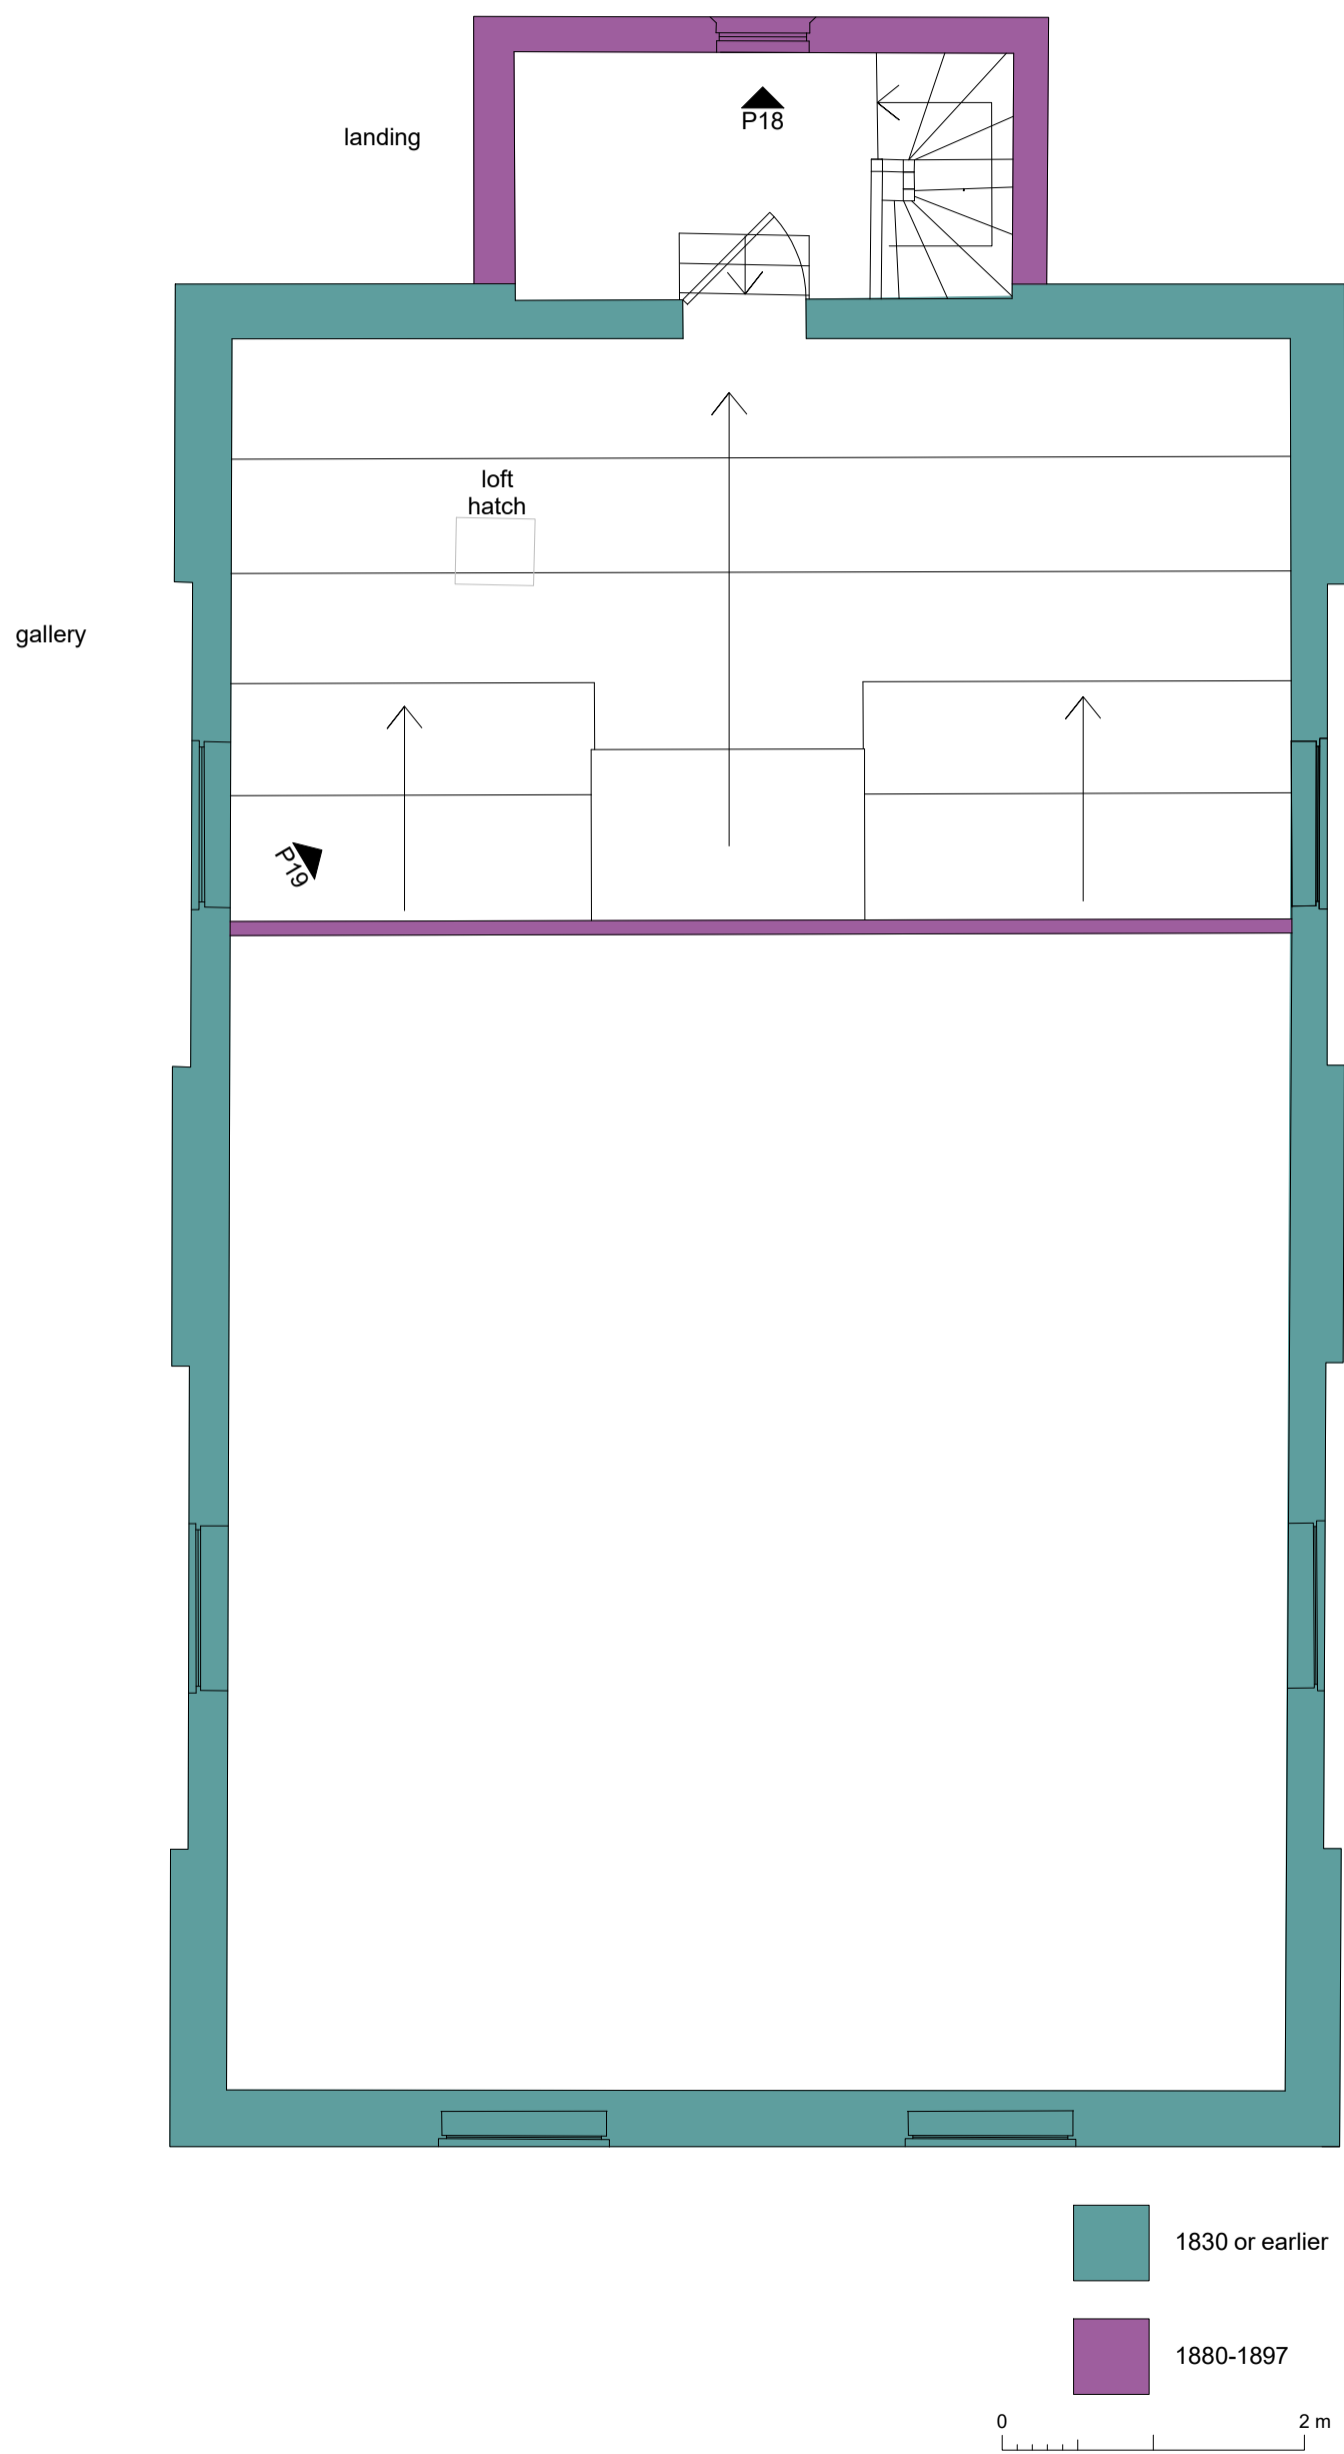 P18
landing
loft
hatch
gallery
P19
1830 or earlier
1880-1897
0 2 m